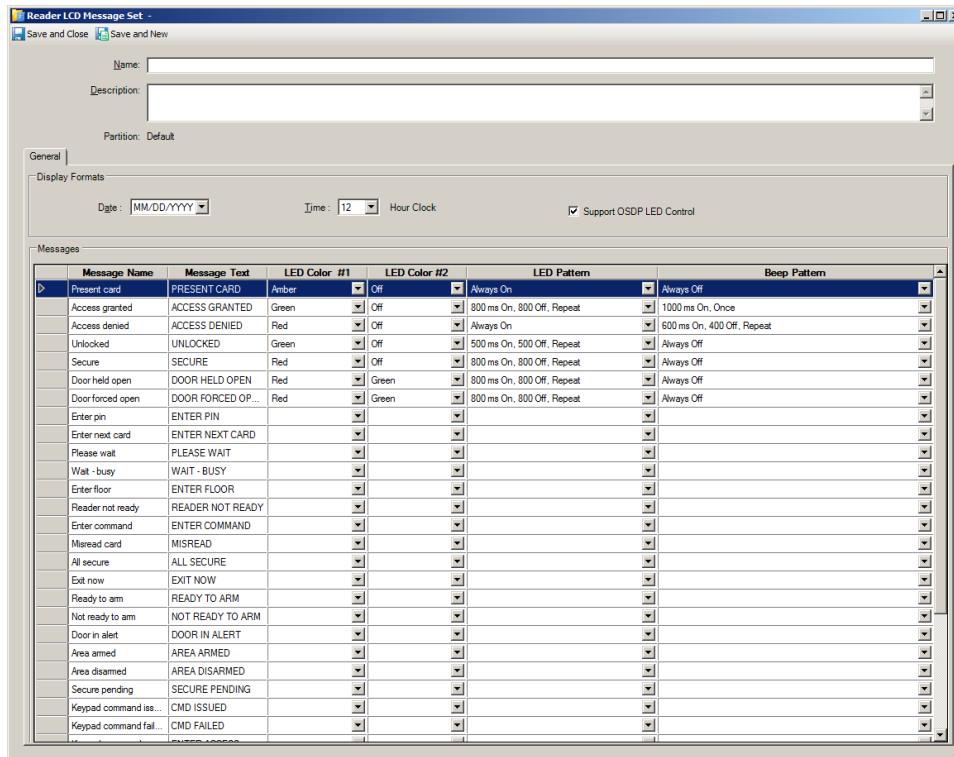 Reader LCD Message Set -
Save and Close Save and New
Name:
Description:
Partition: Default
General
Display Formats
Date : MM/DD/YYYY Time : 12 Hour Clock Support OSDP LED Control
Messages
Message Name Message Text LED Color #1 LED Color #2 LED Pattern Beep Pattern
Present card PRESENT CARD Amber Off Always On Always Off
Access granted ACCESS GRANTED Green Off 800 ms On, 800 Off, Repeat 1000 ms On, Once
Access denied ACCESS DENIED Red Off Always On 600 ms On, 400 Off, Repeat
Unlocked UNLOCKED Green Off 500 ms On, 500 Off, Repeat Always Off
Secure SECURE Red Off 800 ms On, 800 Off, Repeat Always Off
Door held open DOOR HELD OPEN Red Green 800 ms On, 800 Off, Repeat Always Off
Door forced open DOOR FORCED OP... Red Green 800 ms On, 800 Off, Repeat Always Off
Enter pin ENTER PIN
Enter next card ENTER NEXT CARD
Please wait PLEASE WAIT
Wait - busy WAIT - BUSY
Enter floor ENTER FLOOR
Reader not ready READER NOT READY
Enter command ENTER COMMAND
Misread card MISREAD
All secure ALL SECURE
Exit now EXIT NOW
Ready to arm READY TO ARM
Not ready to arm NOT READY TO ARM
Door in alert DOOR IN ALERT
Area armed AREA ARMED
Area disarmed AREA DISARMED
Secure pending SECURE PENDING
Keypad command iss... CMD ISSUED
Keypad command fail... CMD FAILED